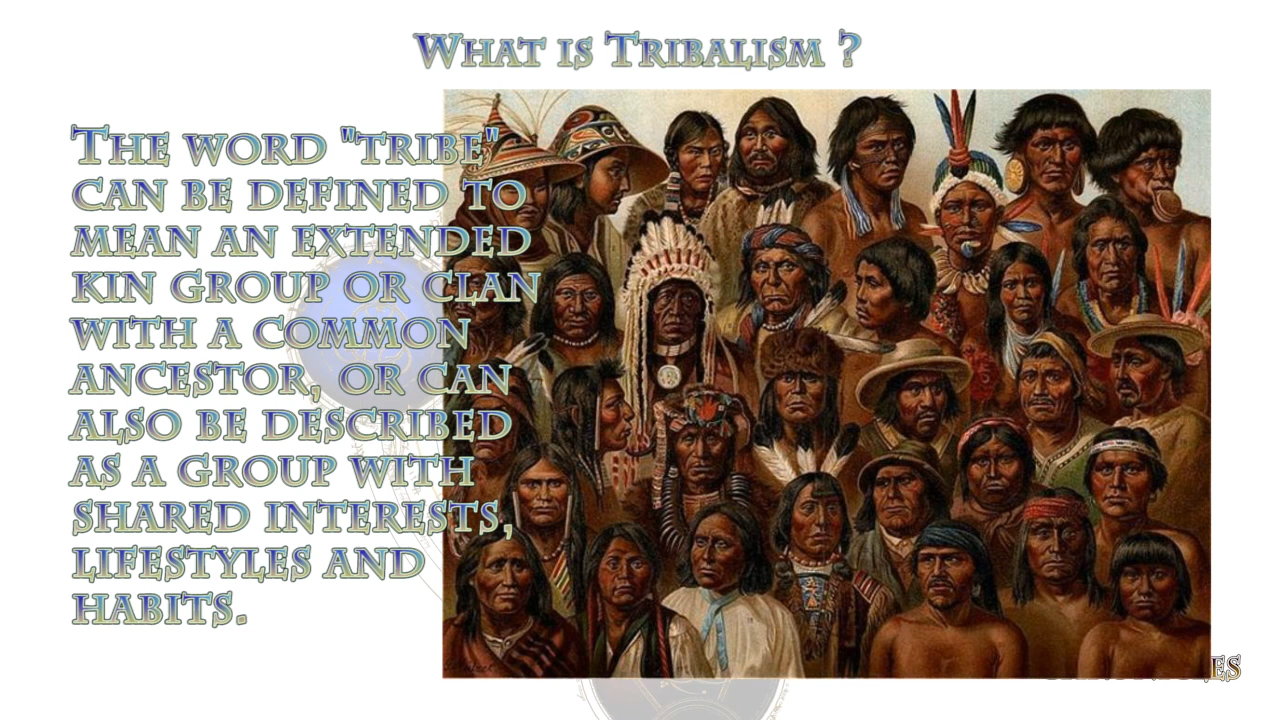 What is Tribalism ?
The word "tribe"
can be defined to
mean an extended
kin group or clan
with a common
ancestor, or can
also be described
as a group with
shared interests,
lifestyles and
habits.